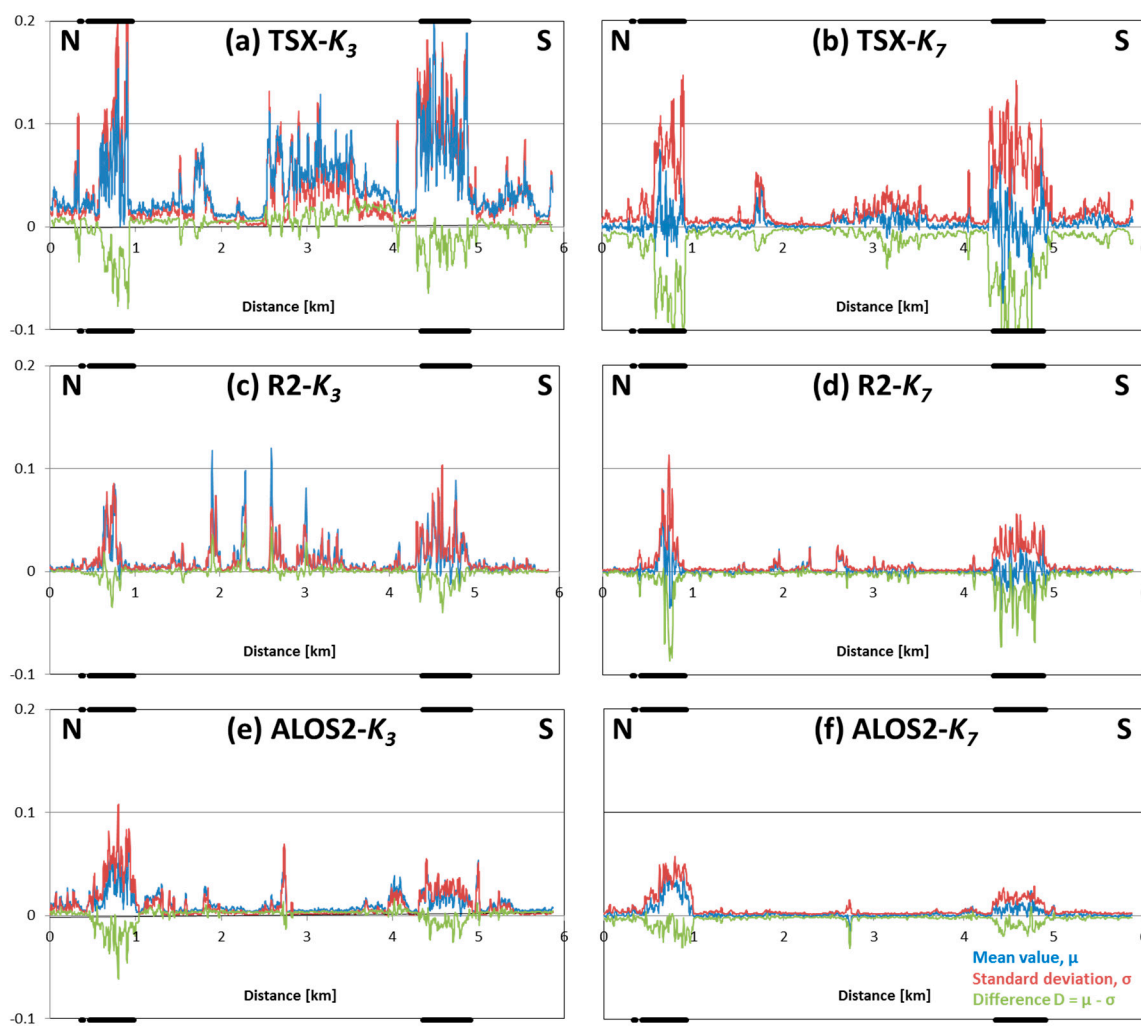 0.2
N (a) TSX-K3 S
0.1
0
0 1 2 3 4 5 6
Distance [km]
-0.1
N (b) TSX-K7 S
0 1 2 3 4 5 6
Distance [km]
0.2
N (c) R2-K3 S
0.1
0
0 1 2 3 4 5 6
Distance [km]
-0.1
N (d) R2-K7 S
0 1 2 3 4 5
Distance [km]
0.2
N (e) ALOS2-K3 S
0.1
0
0 1 2 3 4 5 6
Distance [km]
-0.1
N (f) ALOS2-K7 S
0 1 2 3 4 5 6
Distance [km]
Mean value, μ
Standard deviation, σ
Difference D = μ - σ